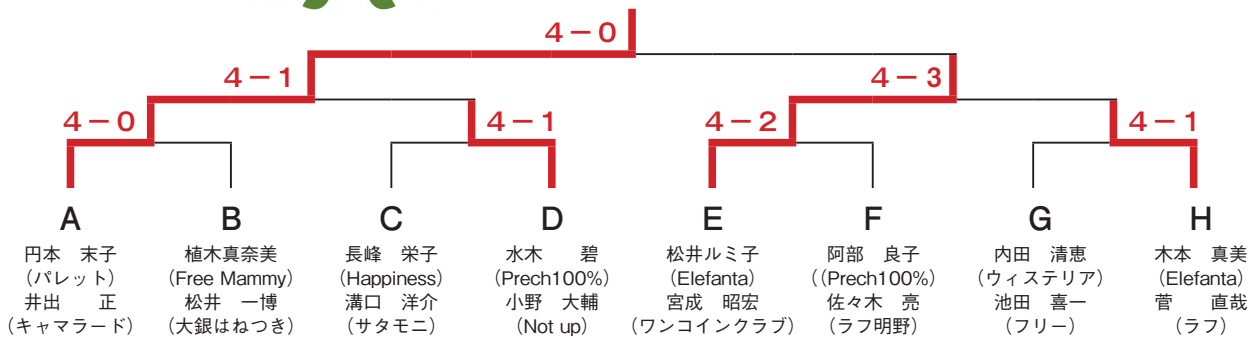 4－0
4－1
4－3
4－0
4－1
4－2
4－1
A
B
C
D
E
F
G
H
円本　末子
(パレット)
井出　　正
(キャマラード)
植木真奈美
(Free Mammy)
松井　一博
(大銀はねつき)
長峰　栄子
(Happiness)
溝口　洋介
(サタモニ)
水木　　碧
(Prech100%)
小野　大輔
(Not up)
松井ルミ子
(Elefanta)
宮成　昭宏
(ワンコインクラブ)
阿部　良子
((Prech100%)
佐々木　亮
(ラフ明野)
内田　清恵
(ウィステリア)
池田　喜一
(フリー)
木本　真美
(Elefanta)
菅　　直哉
(ラフ)